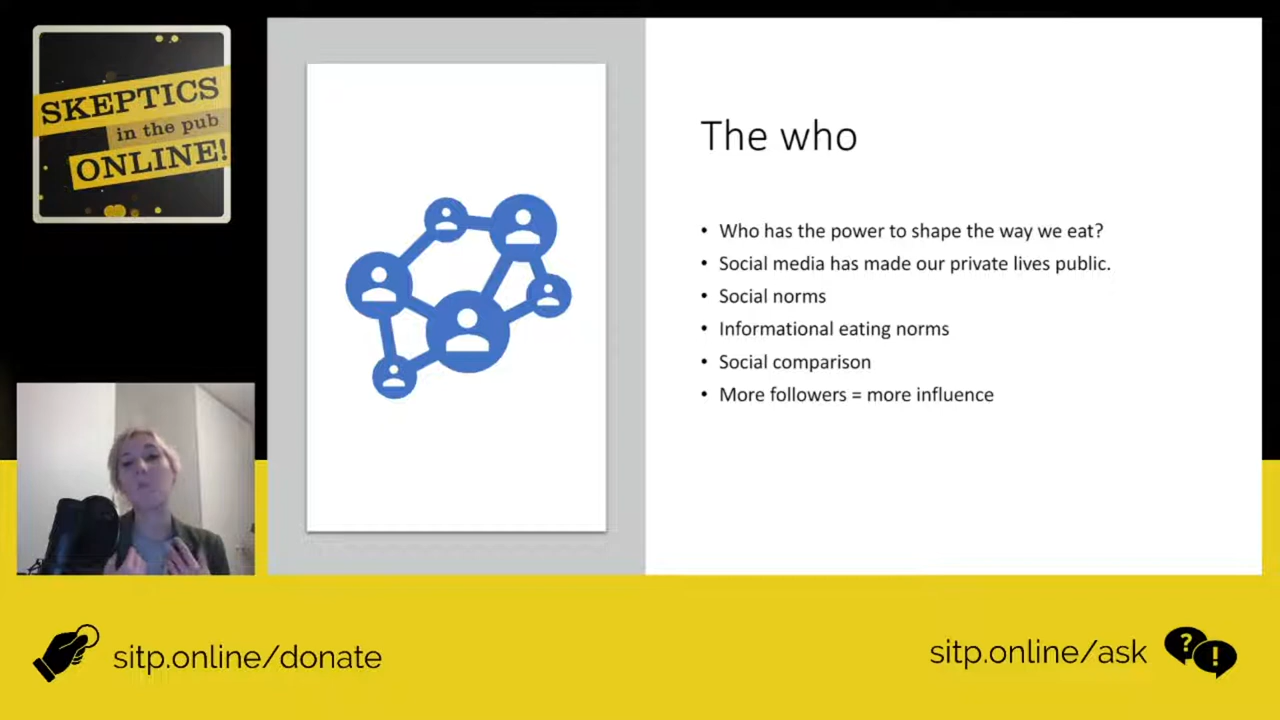 SKEPTICS
in the pub
ONLINE!
The who
• Who has the power to shape the way we eat?
• Social media has made our private lives public.
• Social norms
• Informational eating norms
• Social comparison
• More followers = more influence
sitp.online/donate
sitp.online/ask
? !